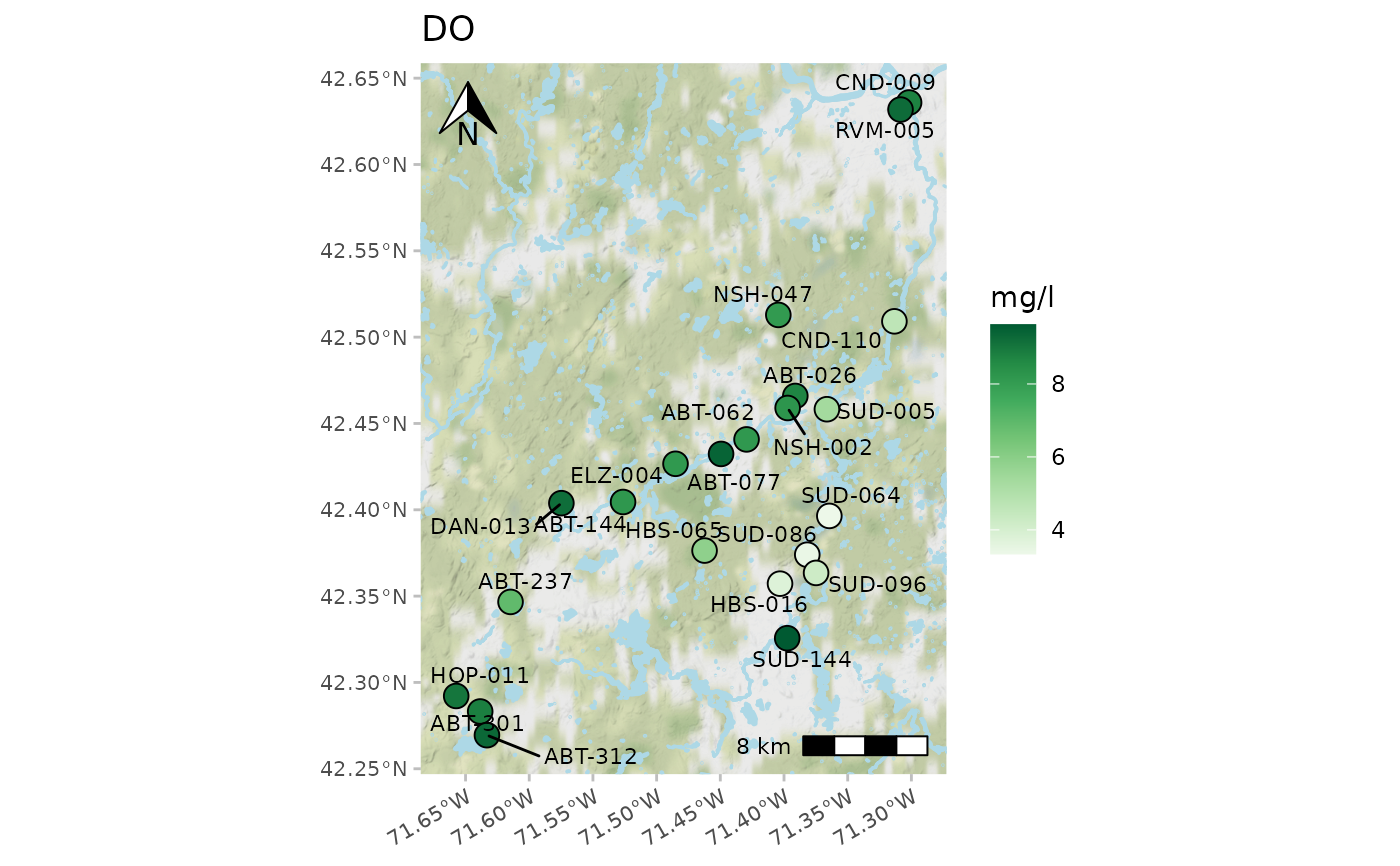 DO
42.65°N
42.60°N
42.55°N
42.50°N
42.45°N
42.40°N
42.35°N
42.30°N
42.25°N
N
CND-009
RVM-005
NSH-047
CND-110
ABT-026
ABT-062
SUD-005
NSH-002
ELZ-004
ABT-077
SUD-064
DAN-013
ABT-144
HBS-065
SUD-086
ABT-237
SUD-096
HBS-016
SUD-144
HOP-011
ABT-301
ABT-312
8 km
71.65°W
71.60°W
71.55°W
71.50°W
71.45°W
71.40°W
71.35°W
71.30°W
mg/l
8
6
4